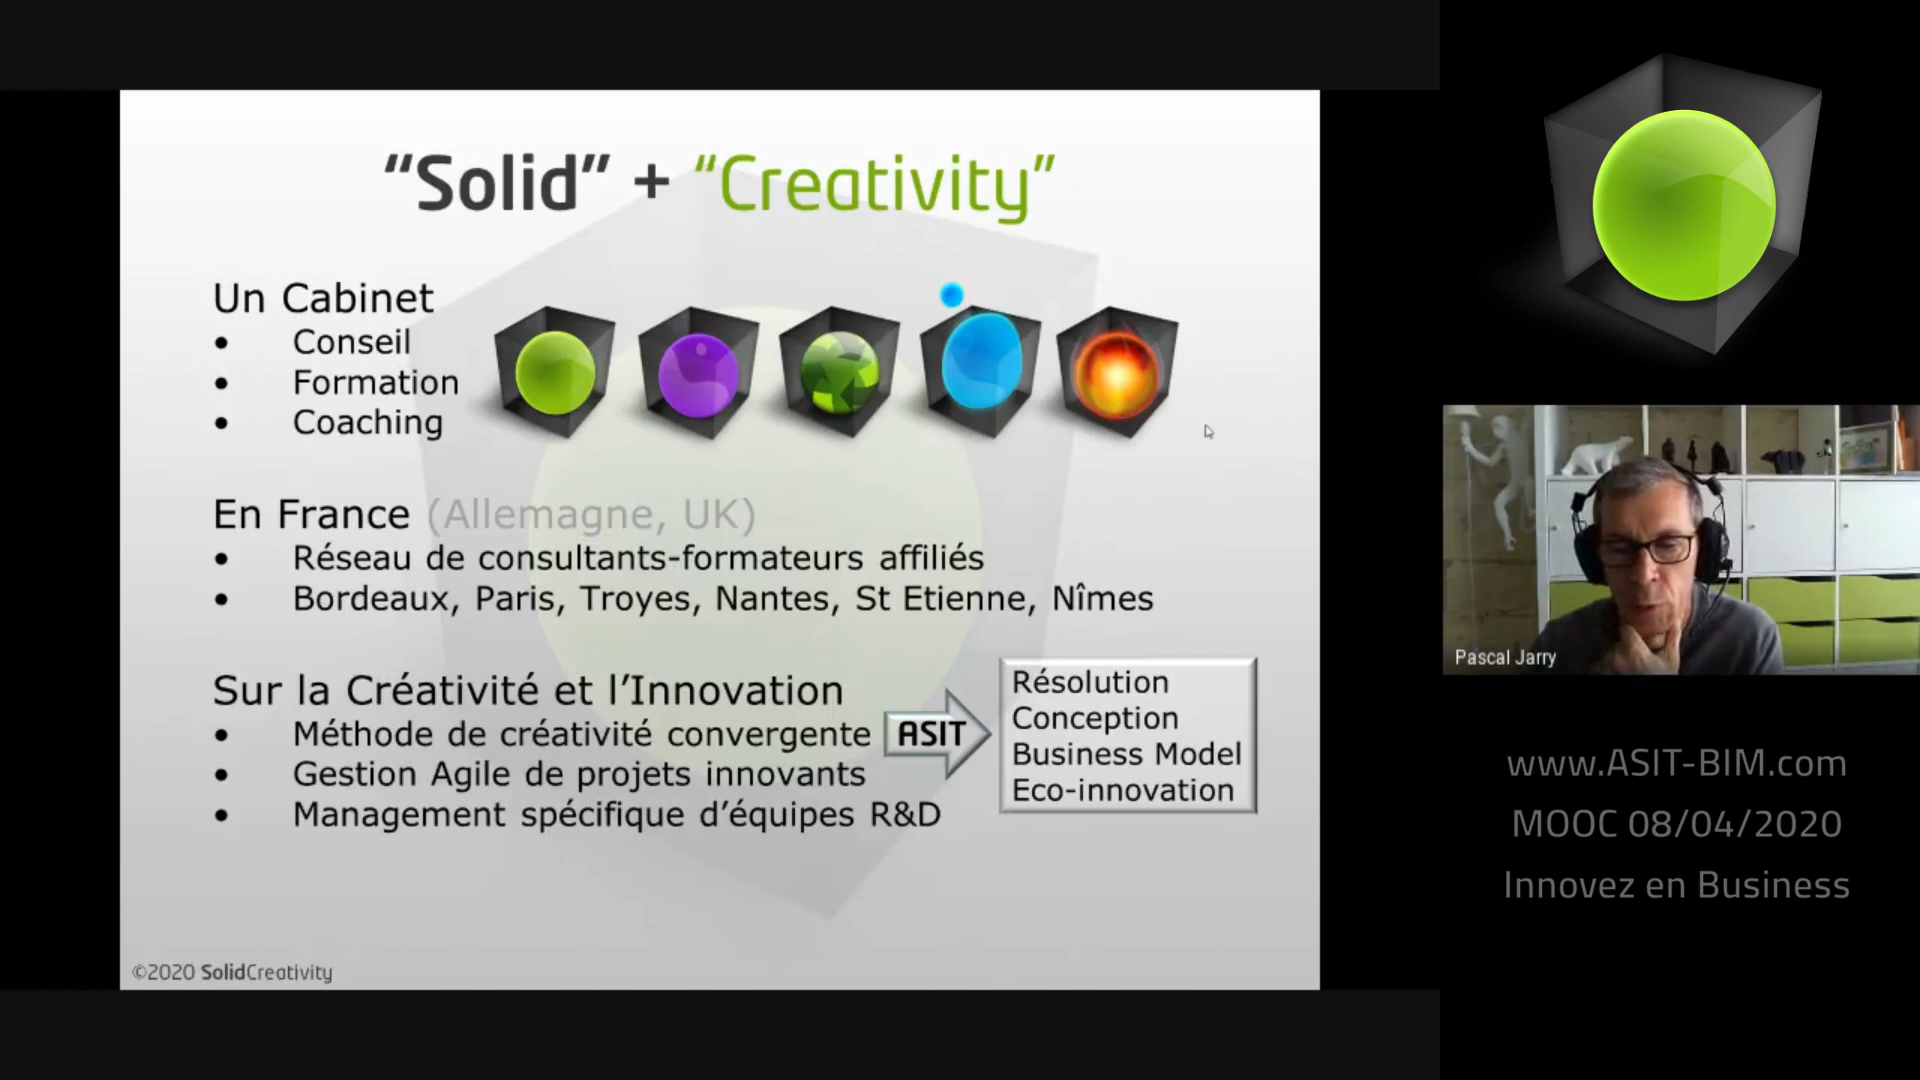 “Solid” + “Creativity”
Un Cabinet
• Conseil
• Formation
• Coaching
En France (Allemagne, UK)
• Réseau de consultants-formateurs affiliés
• Bordeaux, Paris, Troyes, Nantes, St Etienne, Nîmes
Sur la Créativité et l’Innovation
• Méthode de créativité convergente
• Gestion Agile de projets innovants
• Management spécifique d’équipes R&D
ASIT
Résolution
Conception
Business Model
Eco-innovation
©2020 SolidCreativity
Pascal Jarry
www.ASIT-BIM.com
MOOC 08/04/2020
Innovez en Business